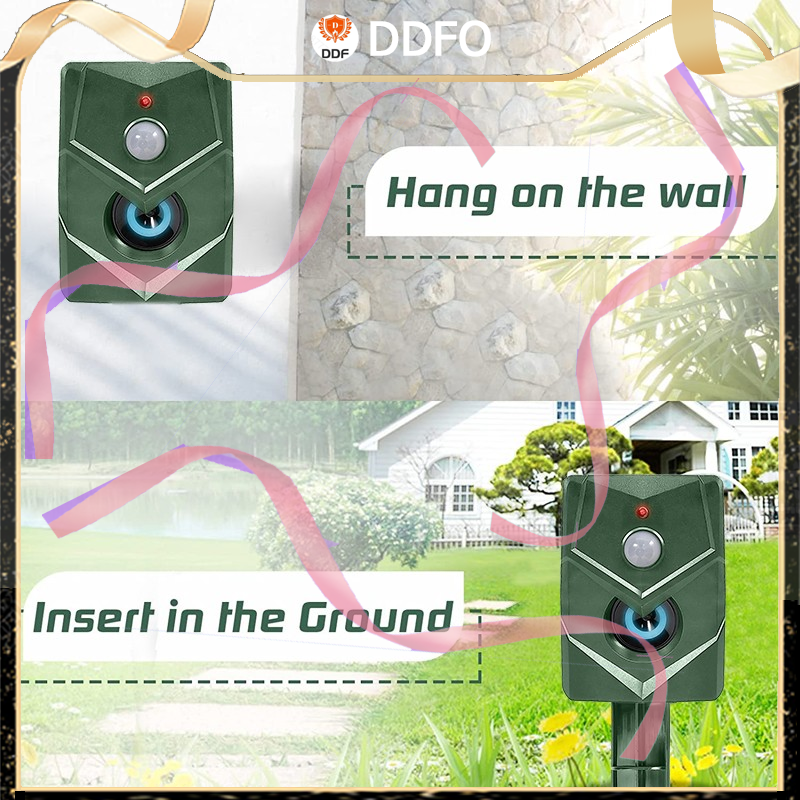 DDFO
D
DDF
Hang on the wall
Insert in the Ground